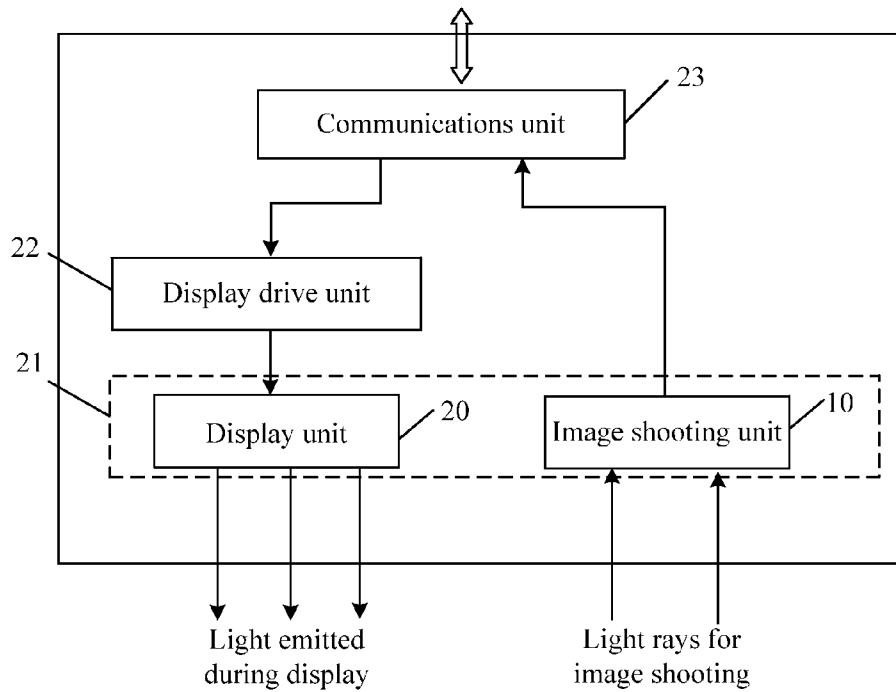 23
Communications unit
22
Display drive unit
21
20
10
Display unit
Image shooting unit
Light emitted
during display
Light rays for
image shooting